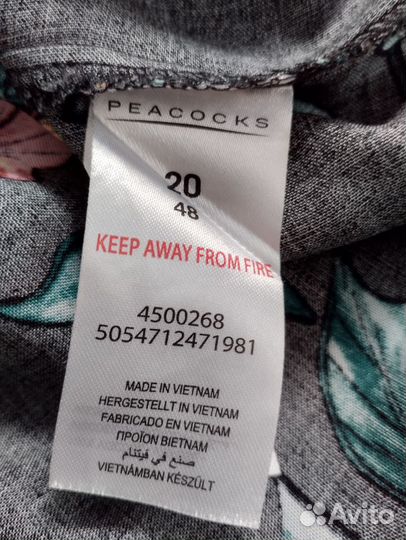 PEACOCKS
20
48
KEEP AWAY FROM FIRE
4500268
5054712471981
MADE IN VIETNAM
HERGESTELLT IN VIETNAM
FABRICADO EN VIETNAM
ΠΡΟΪΟΝ ΒΙΕΤΝΑΜ
صنع في فيتنام
VIETNÁMBAN KÉSZÜLT
Avito